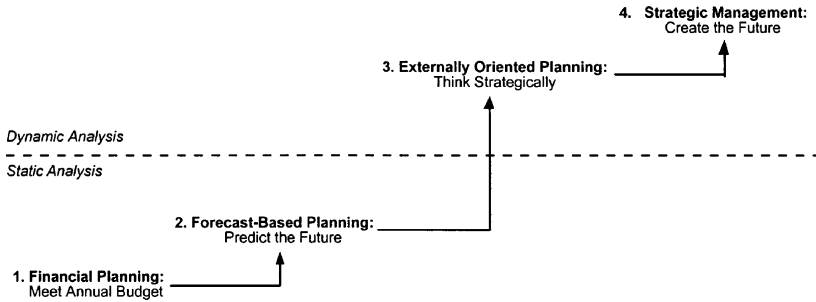 4. Strategic Management:
Create the Future
3. Externally Oriented Planning:
Think Strategically
Dynamic Analysis
Static Analysis
2. Forecast-Based Planning:
Predict the Future
1. Financial Planning:
Meet Annual Budget